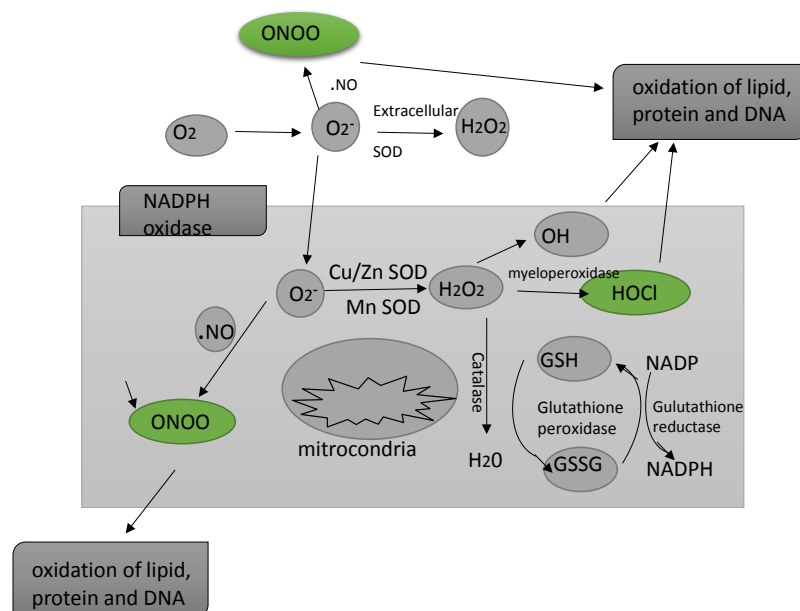 ONOO
.NO
oxidation of lipid,
protein and DNA
O2
O2-
Extracellular
SOD
H2O2
NADPH
oxidase
OH
Cu/Zn SOD
Mn SOD
O2-
H2O2
myeloperoxidase
HOCl
.NO
Catalase
GSH
NADP
ONOO
Glutathione
peroxidase
Gulutathione
reductase
mitrocondria
H20
GSSG
NADPH
oxidation of lipid,
protein and DNA